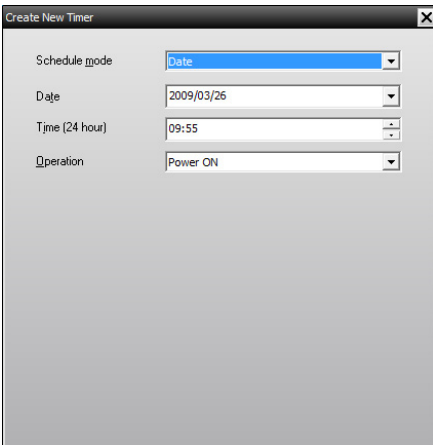 Create New Timer
Schedule mode Date
Date 2009/03/26
Time (24 hour) 09:55
Operation Power ON